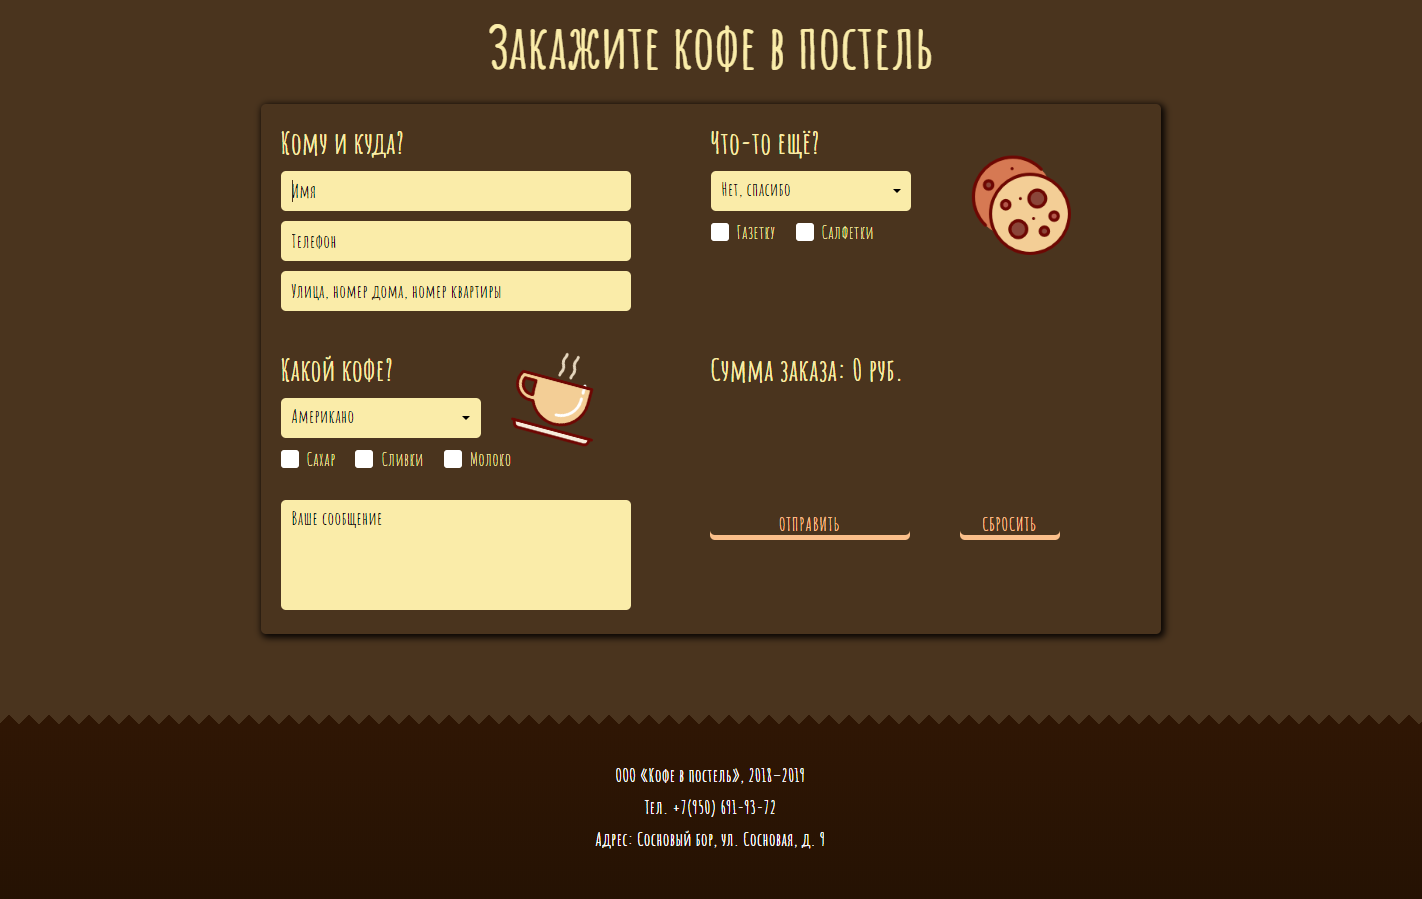 Закажите кофе в постель
Кому и куда?
Имя
Телефон
Улица, номер дома, номер квартиры
Что-то ещё?
Нет, спасибо
Газетку
Салфетки
Какой кофе?
Американо
Сахар
Сливки
Молоко
Ваше сообщение
Сумма заказа: 0 руб.
ОТПРАВИТЬ
СБРОСИТЬ
ООО «Кофе в постель», 2018–2019
Тел. +7(950) 691-93-72
Адрес: Сосновый бор, ул. Сосновая, д. 9